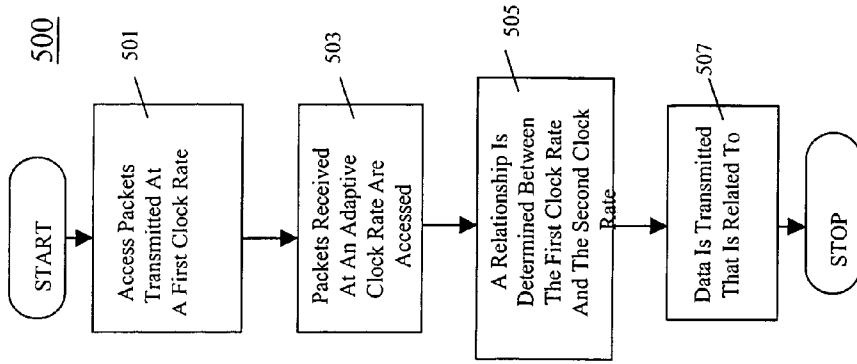 500
START
501
Access Packets
Transmitted At
A First Clock Rate
503
Packets Received
At An Adaptive
Clock Rate Are
Accessed
505
A Relationship Is
Determined Between
The First Clock Rate
And The Second Clock
Rate
507
Data Is Transmitted
That Is Related To
STOP